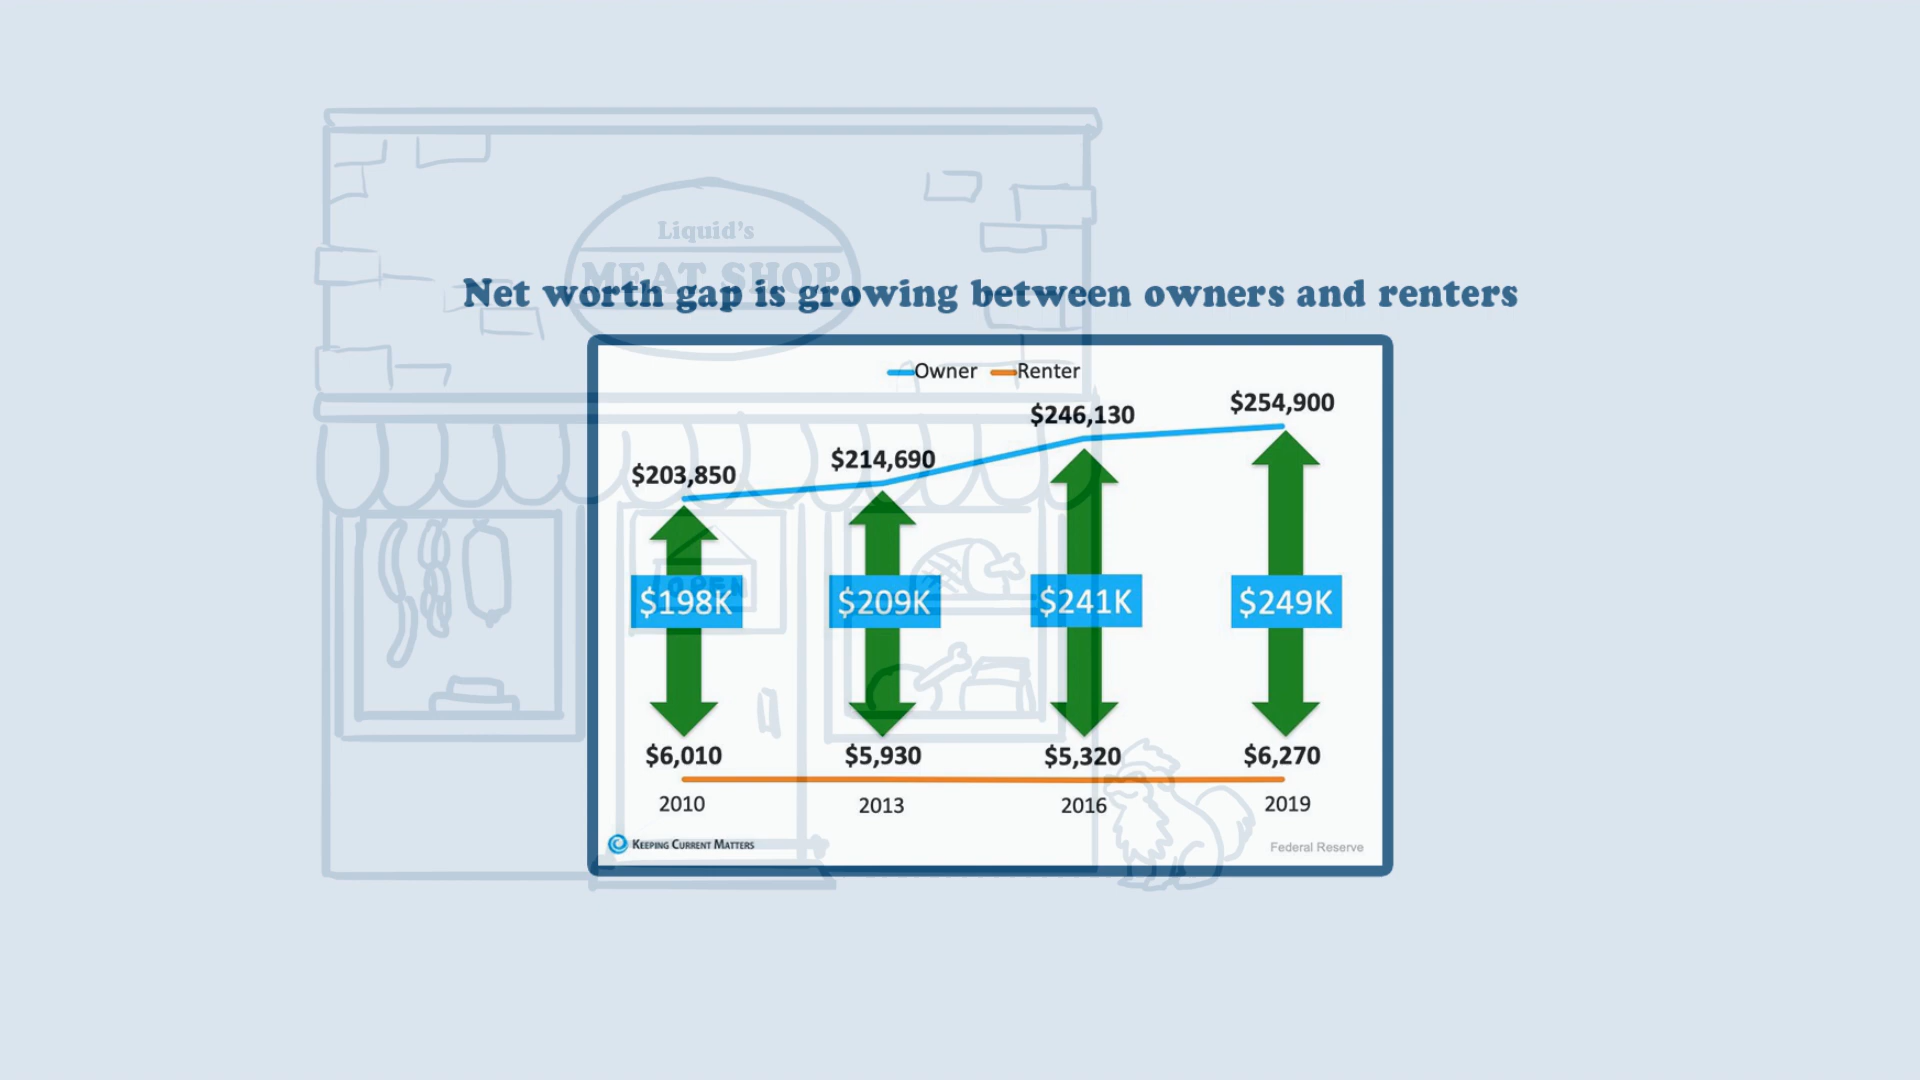 Liquid's
MEAT SHOP
Net worth gap is growing between owners and renters
Owner Renter
$203,850 $214,690 $246,130 $254,900
OPEN
$198K $209K $241K $249K
$6,010 $5,930 $5,320 $6,270
2010 2013 2016 2019
KEEPING CURRENT MATTERS
Federal Reserve